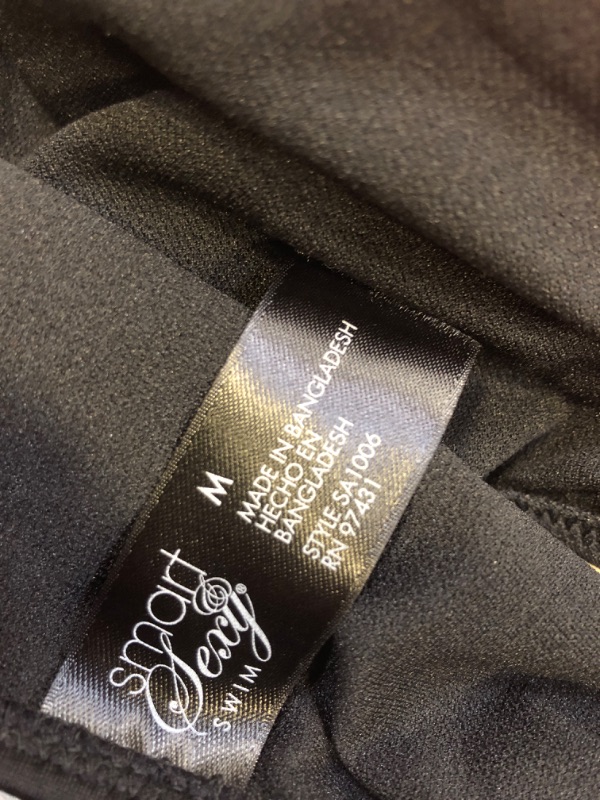 smart
& Sexy®
SWIM
M
MADE IN BANGLADESH
HECHO EN
BANGLADESH
STYLE SA1006
RN 97431